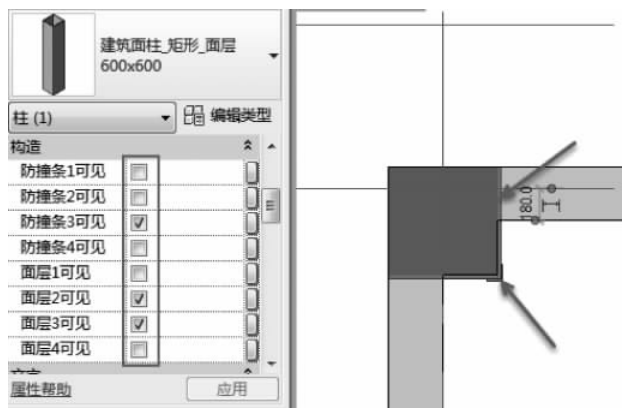 建筑面柱_矩形_面层
600x600
柱 (1)
编辑类型
构造
防撞条1可见
防撞条2可见
防撞条3可见
防撞条4可见
面层1可见
面层2可见
面层3可见
面层4可见
属性帮助
应用
180.0